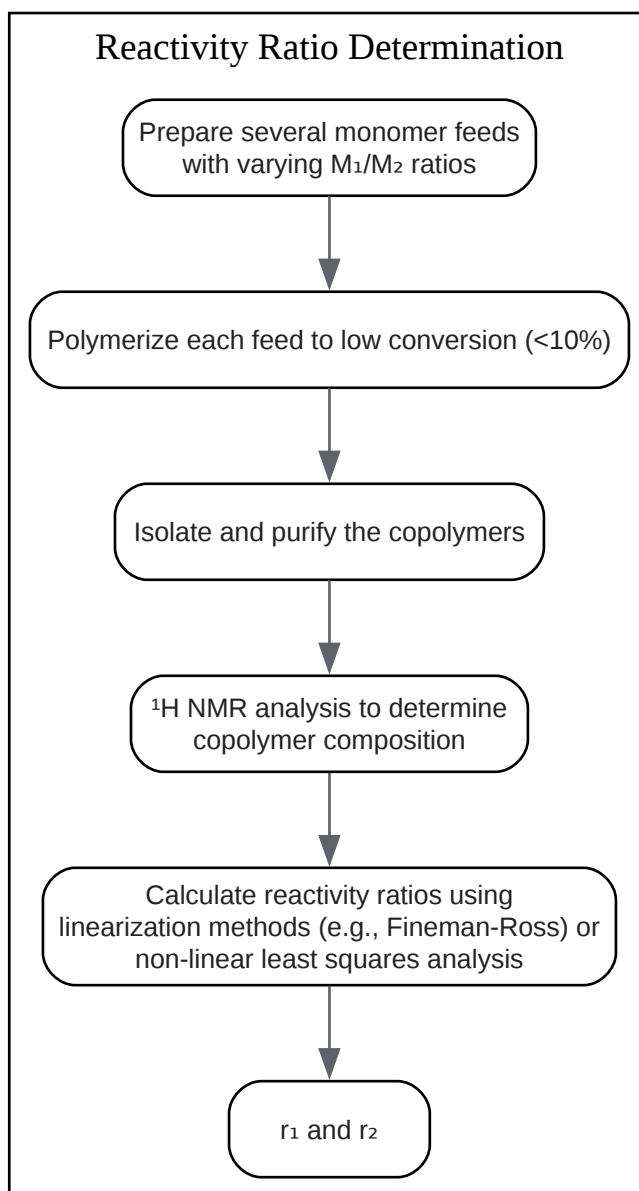 Reactivity Ratio Determination
Prepare several monomer feeds
with varying M₁/M₂ ratios
Polymerize each feed to low conversion (<10%)
Isolate and purify the copolymers
¹H NMR analysis to determine
copolymer composition
Calculate reactivity ratios using
linearization methods (e.g., Fineman-Ross) or
non-linear least squares analysis
r₁ and r₂